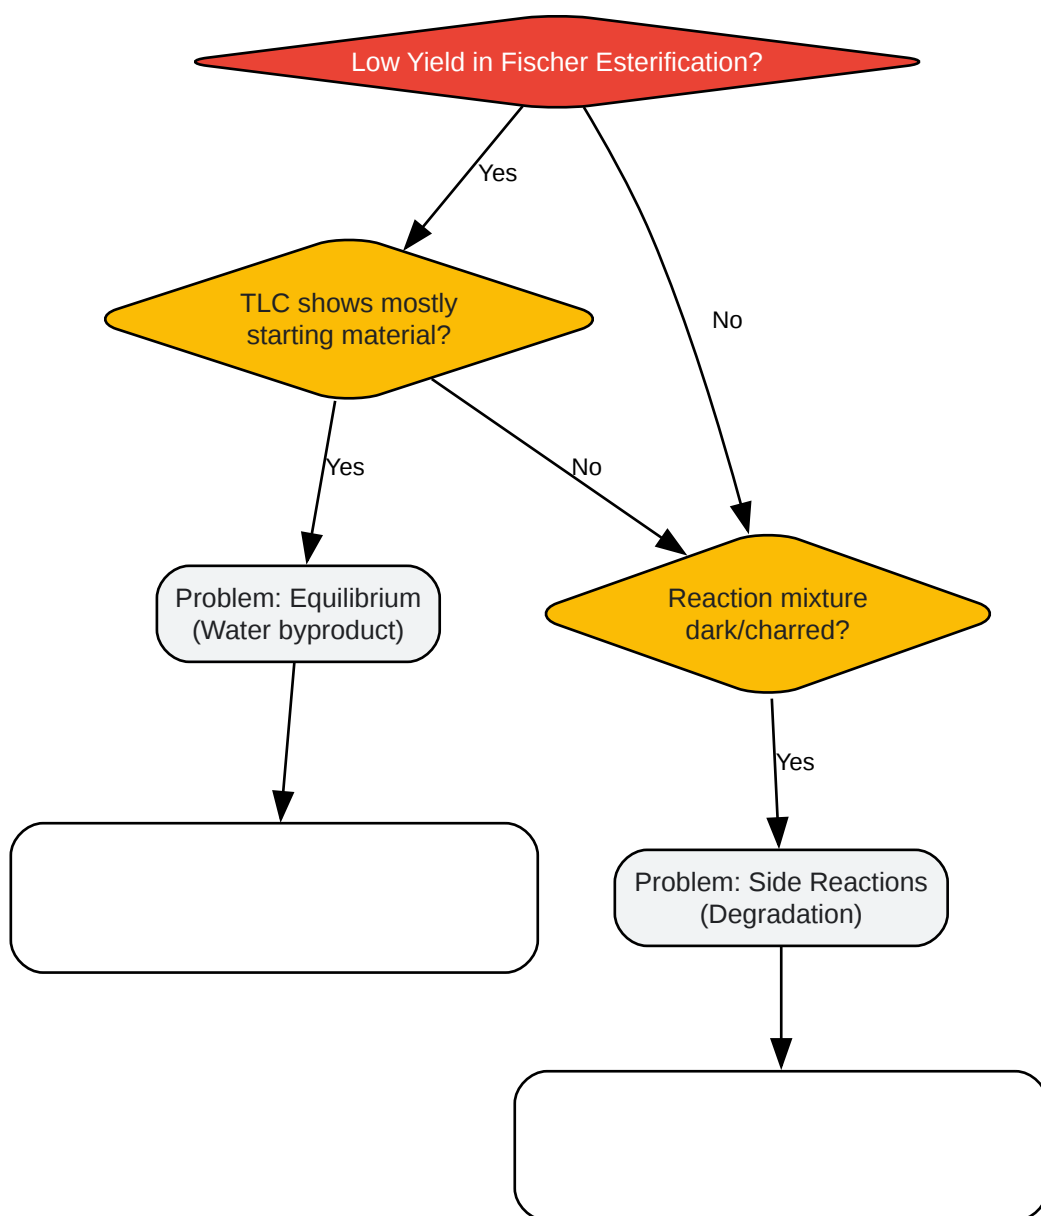 Low Yield in Fischer Esterification?
Yes
No
TLC shows mostly
starting material?
Yes
No
Problem: Equilibrium
(Water byproduct)
Reaction mixture
dark/charred?
Yes
Problem: Side Reactions
(Degradation)